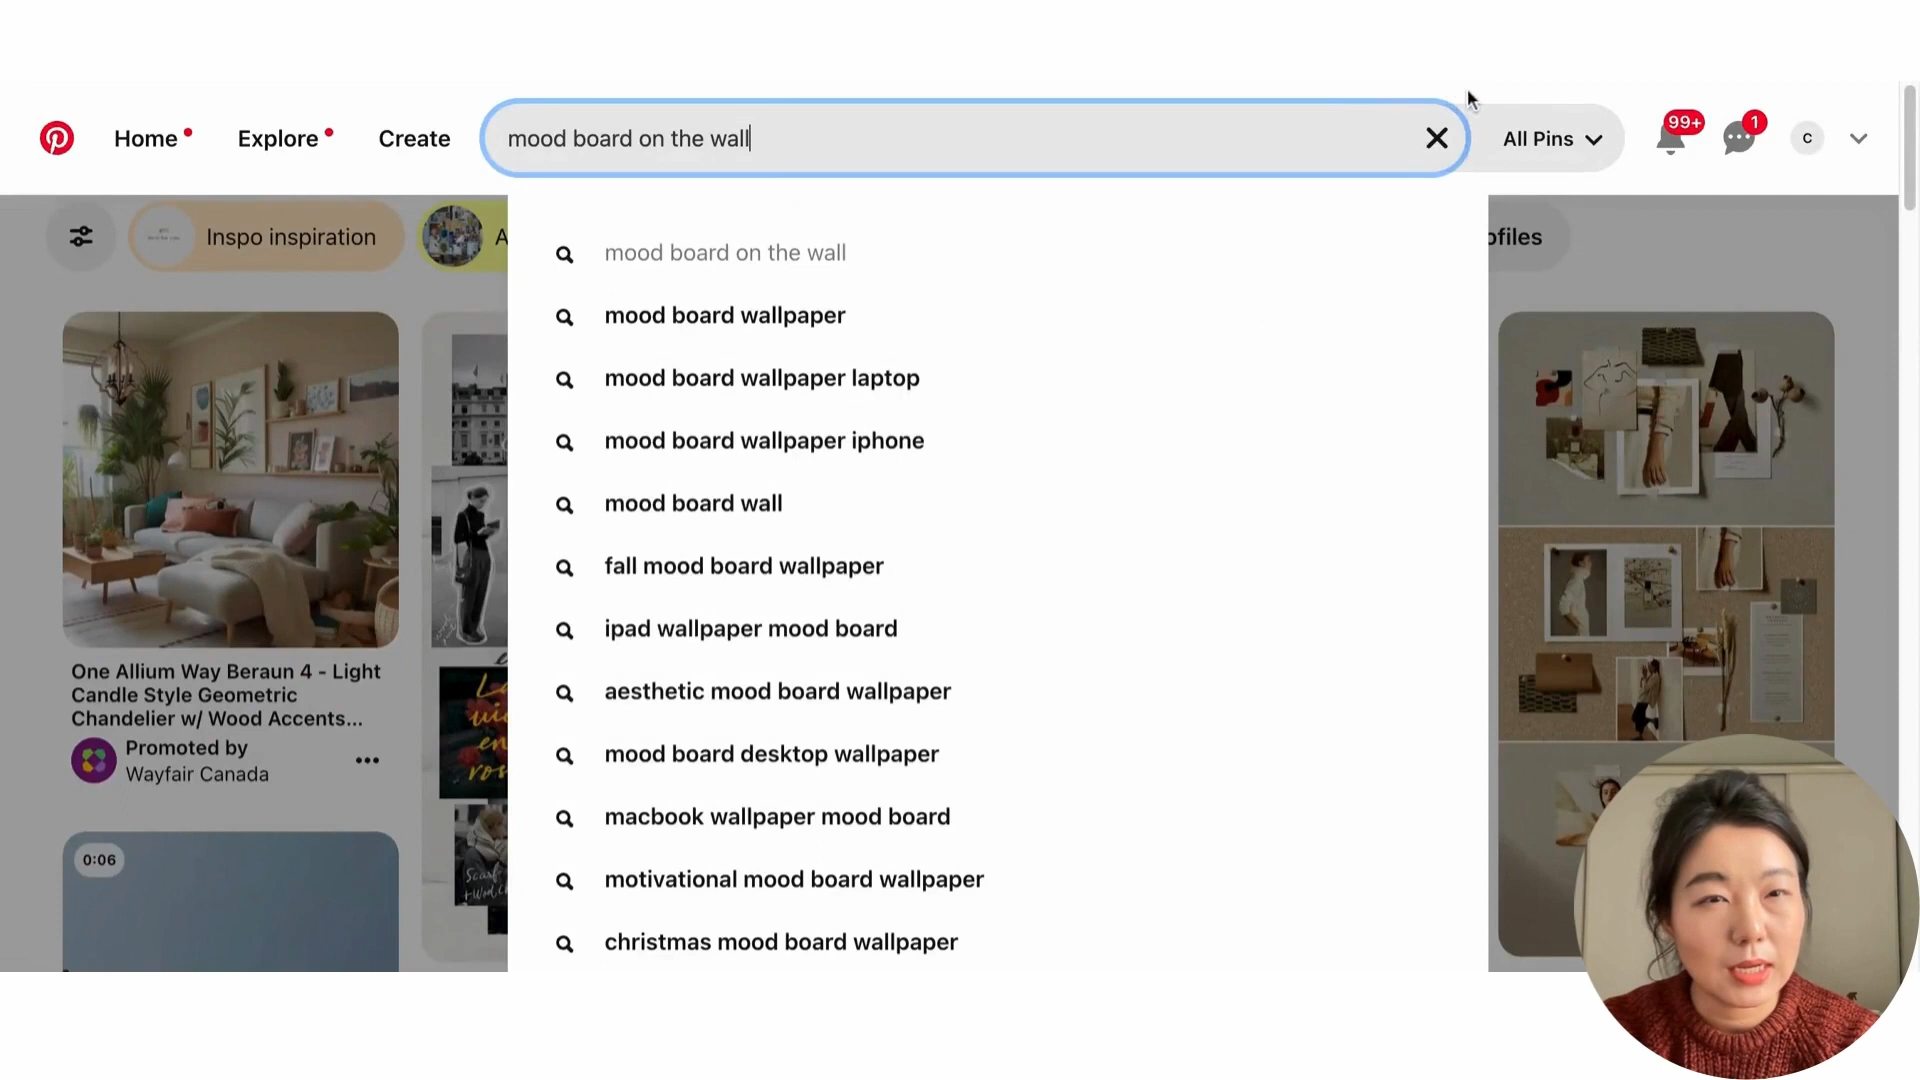 Home
Explore
Create
mood board on the wall
All Pins
99+
1
c
Inspo inspiration
A
ofiles
mood board on the wall
mood board wallpaper
mood board wallpaper laptop
mood board wallpaper iphone
mood board wall
fall mood board wallpaper
ipad wallpaper mood board
aesthetic mood board wallpaper
mood board desktop wallpaper
macbook wallpaper mood board
motivational mood board wallpaper
christmas mood board wallpaper
One Allium Way Beraun 4 - Light
Candle Style Geometric
Chandelier w/ Wood Accents...
Promoted by
Wayfair Canada
0:06